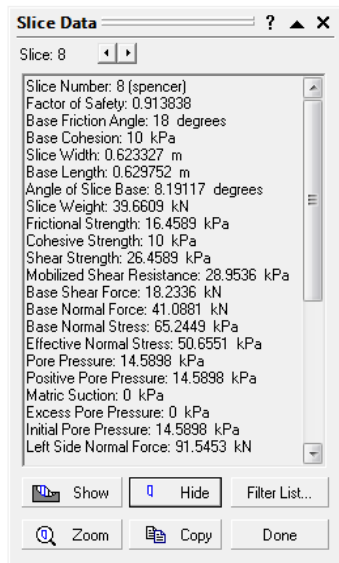 Slice Data
?
Slice: 8
Slice Number: 8 (spencer)
Factor of Safety: 0.913838
Base Friction Angle: 18 degrees
Base Cohesion: 10 kPa
Slice Width: 0.623327 m
Base Length: 0.629752 m
Angle of Slice Base: 8.19117 degrees
Slice Weight: 39.6609 kN
Frictional Strength: 16.4589 kPa
Cohesive Strength: 10 kPa
Shear Strength: 26.4589 kPa
Mobilized Shear Resistance: 28.9536 kPa
Base Shear Force: 18.2336 kN
Base Normal Force: 41.0881 kN
Base Normal Stress: 65.2449 kPa
Effective Normal Stress: 50.6551 kPa
Pore Pressure: 14.5898 kPa
Positive Pore Pressure: 14.5898 kPa
Matric Suction: 0 kPa
Excess Pore Pressure: 0 kPa
Initial Pore Pressure: 14.5898 kPa
Left Side Normal Force: 91.5453 kN
Show Hide Filter List...
Zoom Copy Done